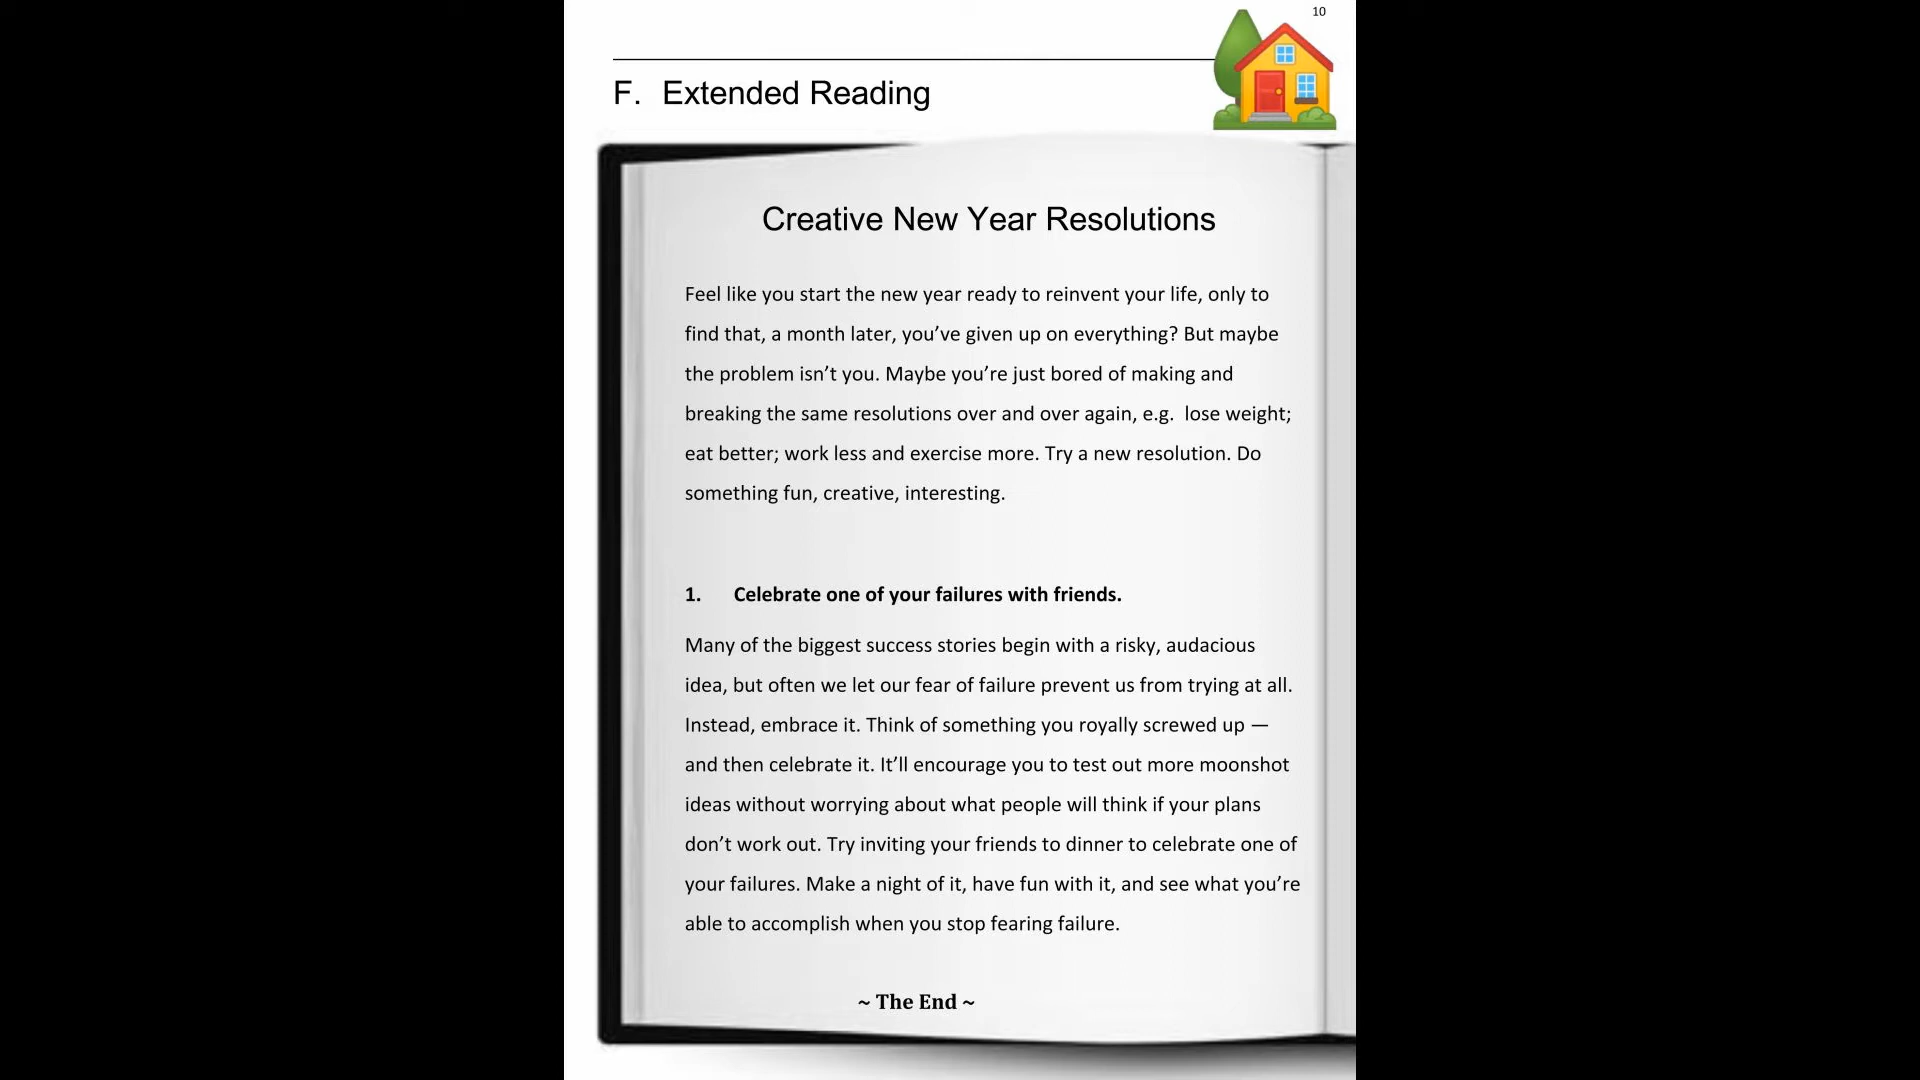 10
F. Extended Reading
Creative New Year Resolutions
Feel like you start the new year ready to reinvent your life, only to
find that, a month later, you’ve given up on everything? But maybe
the problem isn’t you. Maybe you’re just bored of making and
breaking the same resolutions over and over again, e.g.  lose weight;
eat better; work less and exercise more. Try a new resolution. Do
something fun, creative, interesting.
1. Celebrate one of your failures with friends.
Many of the biggest success stories begin with a risky, audacious
idea, but often we let our fear of failure prevent us from trying at all.
Instead, embrace it. Think of something you royally screwed up —
and then celebrate it. It’ll encourage you to test out more moonshot
ideas without worrying about what people will think if your plans
don’t work out. Try inviting your friends to dinner to celebrate one of
your failures. Make a night of it, have fun with it, and see what you’re
able to accomplish when you stop fearing failure.
~ The End ~